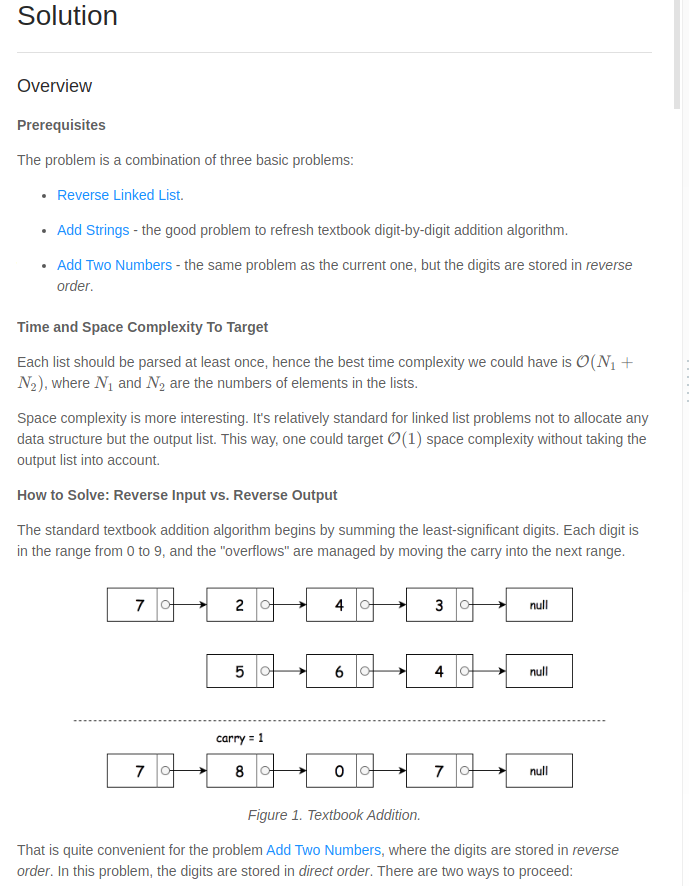 Solution
Overview
Prerequisites
The problem is a combination of three basic problems:
• Reverse Linked List.
• Add Strings - the good problem to refresh textbook digit-by-digit addition algorithm.
• Add Two Numbers - the same problem as the current one, but the digits are stored in reverse
order.
Time and Space Complexity To Target
Each list should be parsed at least once, hence the best time complexity we could have is O(N₁ +
N₂), where N₁ and N₂ are the numbers of elements in the lists.
Space complexity is more interesting. It's relatively standard for linked list problems not to allocate any
data structure but the output list. This way, one could target O(1) space complexity without taking the
output list into account.
How to Solve: Reverse Input vs. Reverse Output
The standard textbook addition algorithm begins by summing the least-significant digits. Each digit is
in the range from 0 to 9, and the "overflows" are managed by moving the carry into the next range.
7 2 4 3 null
5 6 4 null
carry = 1
7 8 0 7 null
Figure 1. Textbook Addition.
That is quite convenient for the problem Add Two Numbers, where the digits are stored in reverse
order. In this problem, the digits are stored in direct order. There are two ways to proceed: